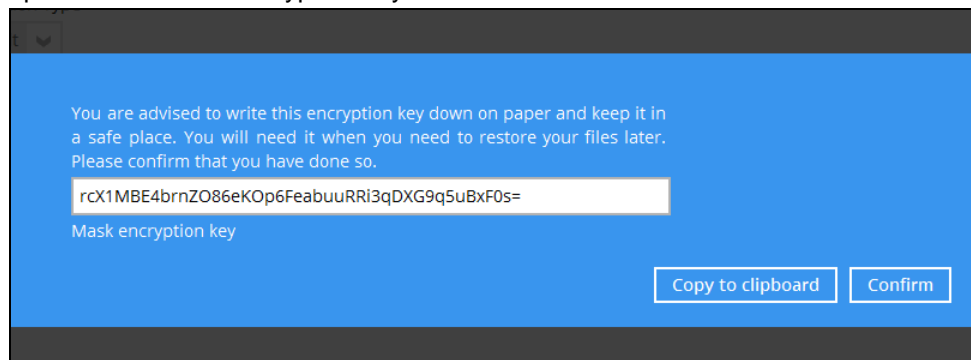 You are advised to write this encryption key down on paper and keep it in
a safe place. You will need it when you need to restore your files later.
Please confirm that you have done so.
rcX1MBE4brnZO86eKOp6FeabuuRRi3qDXG9q5uBxF0s=
Mask encryption key
Copy to clipboard Confirm